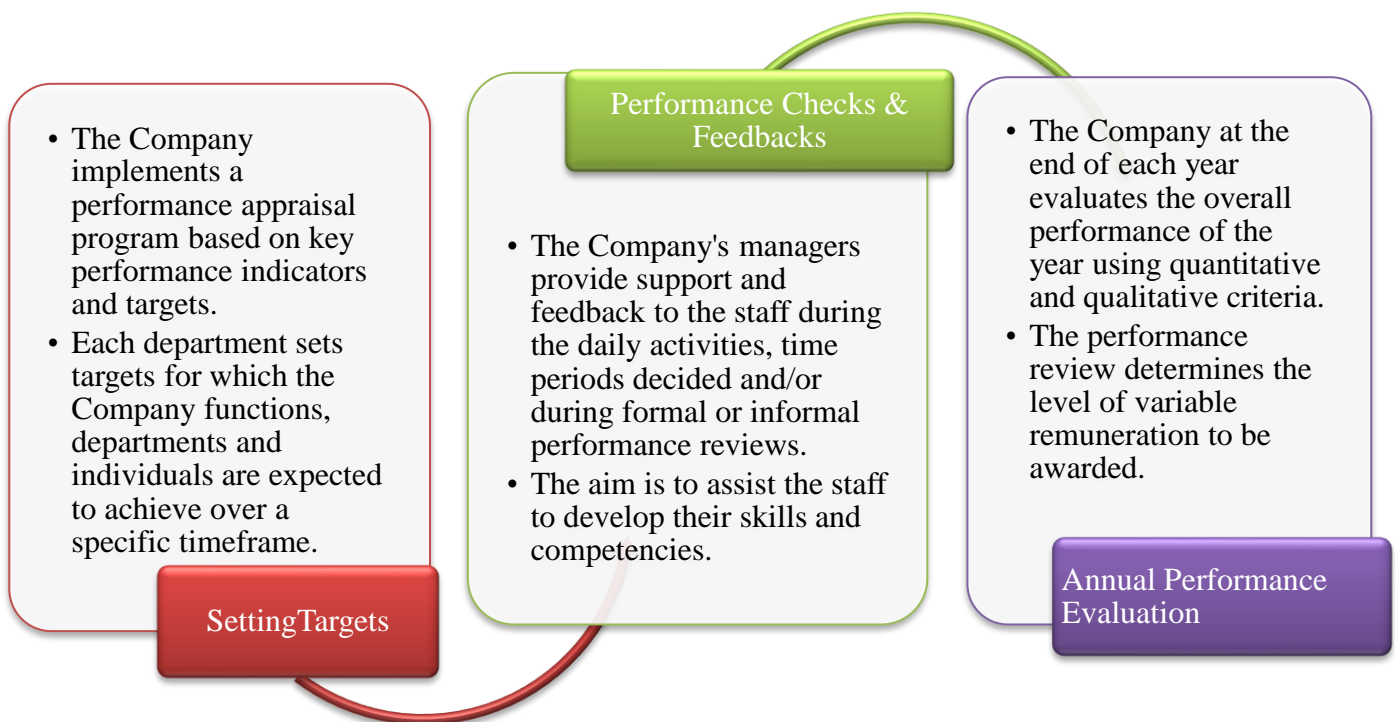 • The Company
implements a
performance appraisal
program based on key
performance indicators
and targets.
• Each department sets
targets for which the
Company functions,
departments and
individuals are expected
to achieve over a
specific timeframe.
SettingTargets
Performance Checks &
Feedbacks
• The Company's managers
provide support and
feedback to the staff during
the daily activities, time
periods decided and/or
during formal or informal
performance reviews.
• The aim is to assist the staff
to develop their skills and
competencies.
• The Company at the
end of each year
evaluates the overall
performance of the
year using quantitative
and qualitative criteria.
• The performance
review determines the
level of variable
remuneration to be
awarded.
Annual Performance
Evaluation